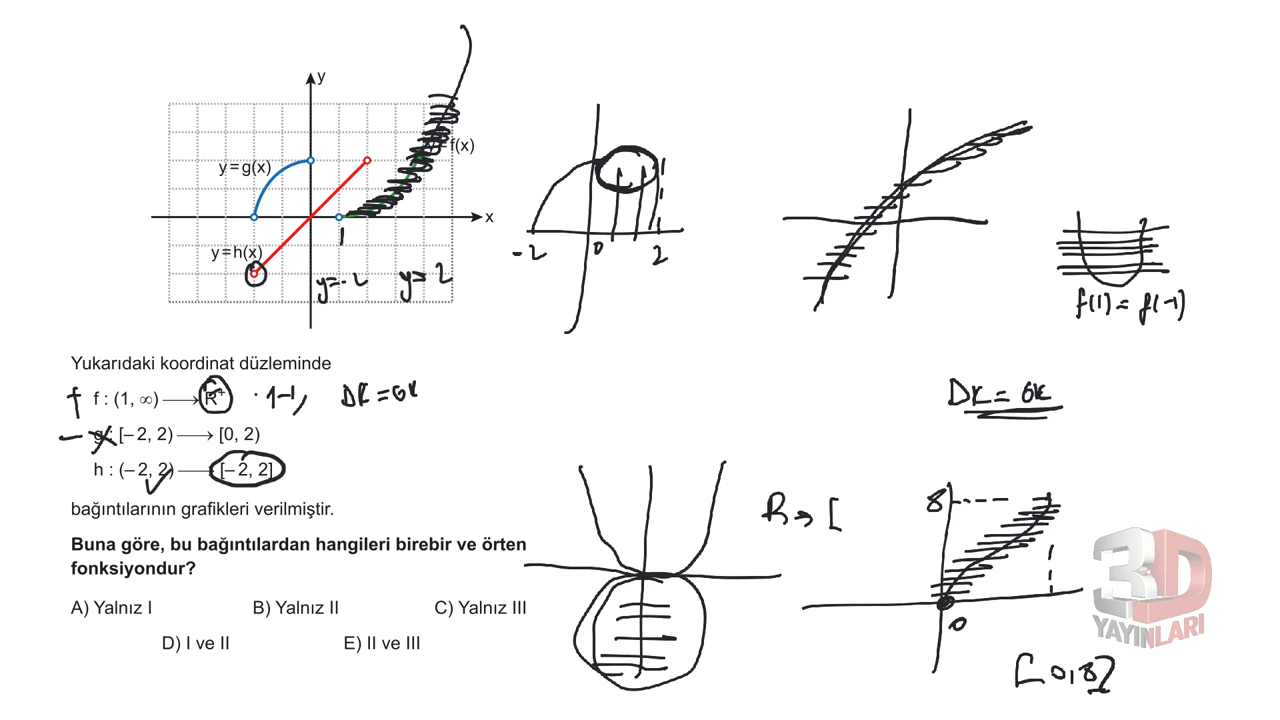 y
y=g(x)
= f(x)
x
1
y=h(x)
y=-2
y=2
-2
0
2
f(1) = f(-1)
Yukarıdaki koordinat düzleminde
f
f : (1, ∞) ⟶ R⁺
· 1-1, DK=GK
DK=GK
g : [–2, 2) ⟶ [0, 2)
h : (–2, 2) ⟶ [–2, 2]
bağıntılarının grafikleri verilmiştir.
R → [
8
Buna göre, bu bağıntılardan hangileri birebir ve örten
fonksiyondur?
A) Yalnız I B) Yalnız II C) Yalnız III
D) I ve II E) II ve III
0
[0,8]
3D
YAYINLARI